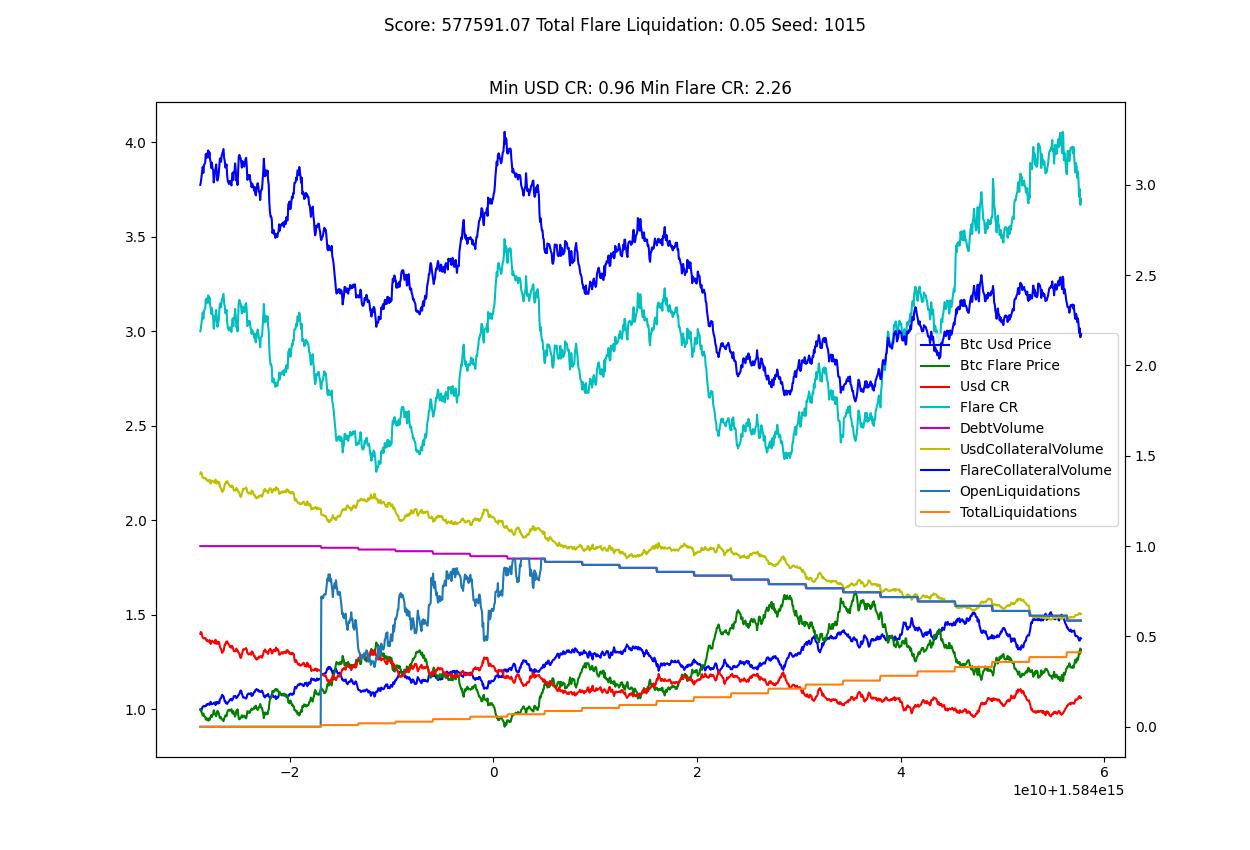 Score: 577591.07 Total Flare Liquidation: 0.05 Seed: 1015
Min USD CR: 0.96 Min Flare CR: 2.26
4.0
3.5
3.0
2.5
2.0
1.5
1.0
3.0
2.5
2.0
1.5
1.0
0.5
0.0
Btc Usd Price
Btc Flare Price
Usd CR
Flare CR
DebtVolume
UsdCollateralVolume
FlareCollateralVolume
OpenLiquidations
TotalLiquidations
−2 0 2 4 6
1e10+1.584e15